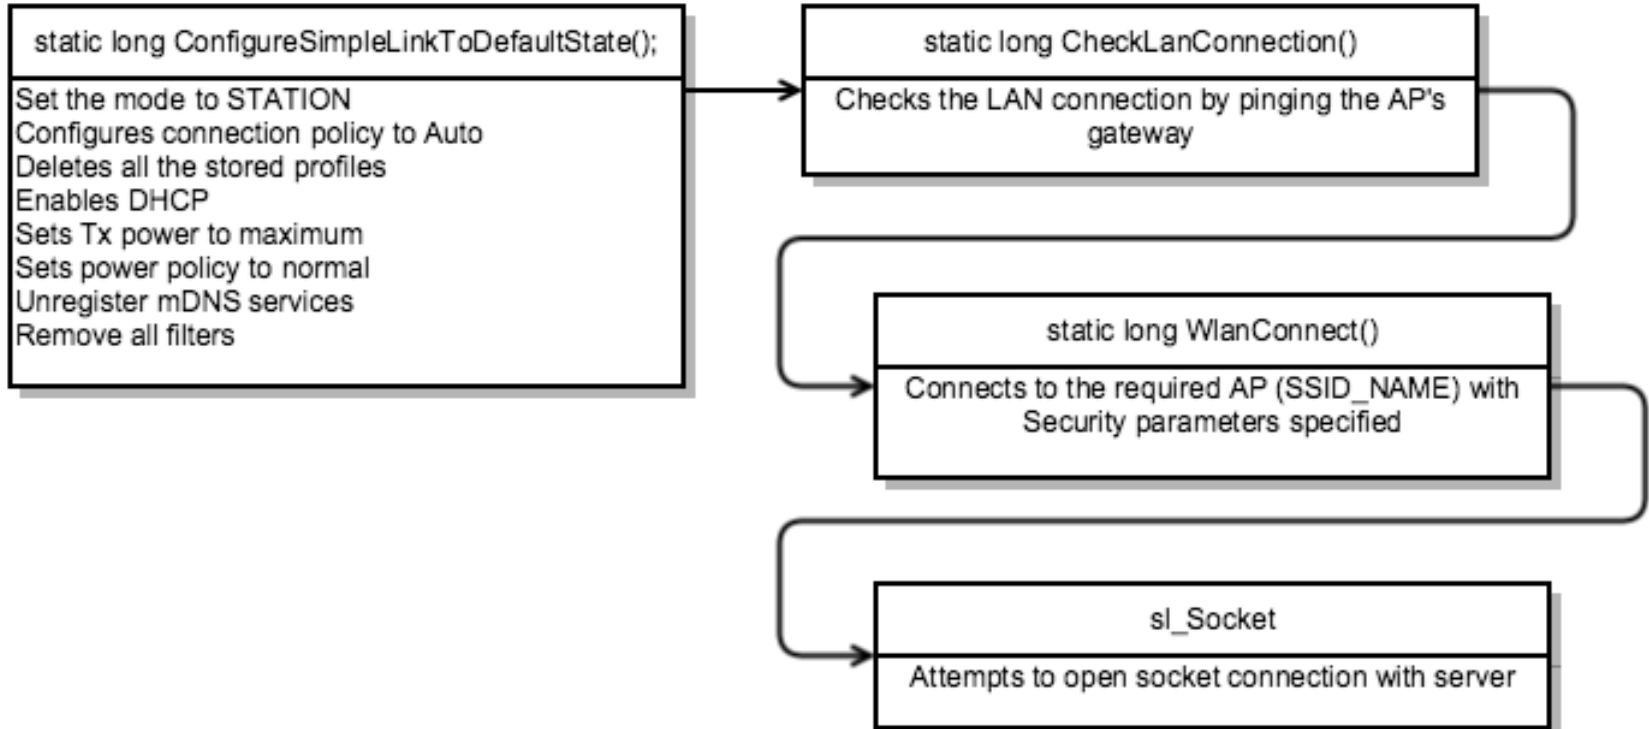 static long ConfigureSimpleLinkToDefaultState();
Set the mode to STATION
Configures connection policy to Auto
Deletes all the stored profiles
Enables DHCP
Sets Tx power to maximum
Sets power policy to normal
Unregister mDNS services
Remove all filters
static long CheckLanConnection()
Checks the LAN connection by pinging the AP's
gateway
static long WlanConnect()
Connects to the required AP (SSID_NAME) with
Security parameters specified
sl_Socket
Attempts to open socket connection with server